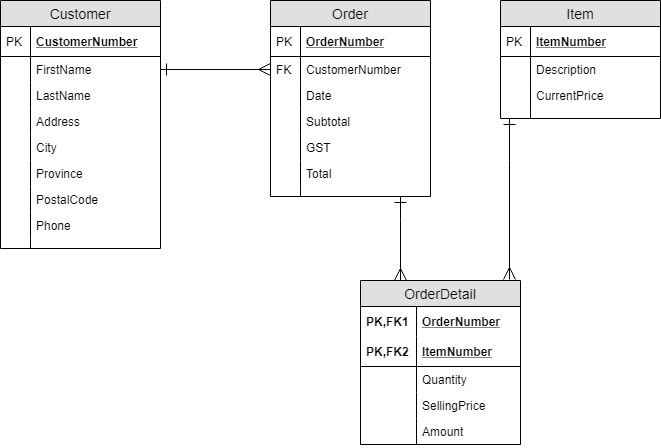 Customer
PK CustomerNumber
FirstName
LastName
Address
City
Province
PostalCode
Phone
Order
PK OrderNumber
FK CustomerNumber
Date
Subtotal
GST
Total
Item
PK ItemNumber
Description
CurrentPrice
OrderDetail
PK,FK1 OrderNumber
PK,FK2 ItemNumber
Quantity
SellingPrice
Amount